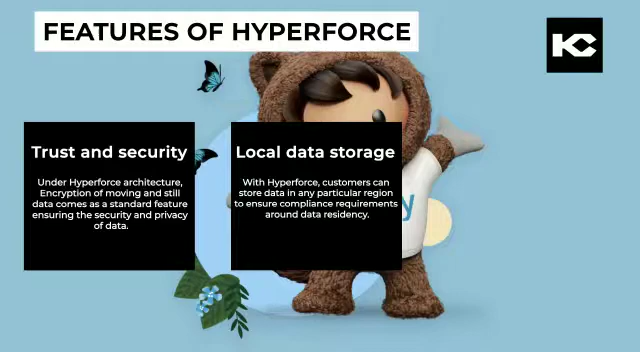 FEATURES OF HYPERFORCE
KC
Trust and security
Under Hyperforce architecture,
Encryption of moving and still
data comes as a standard feature
ensuring the security and privacy
of data.
Local data storage
With Hyperforce, customers can
store data in any particular region
to ensure compliance requirements
around data residency.
y